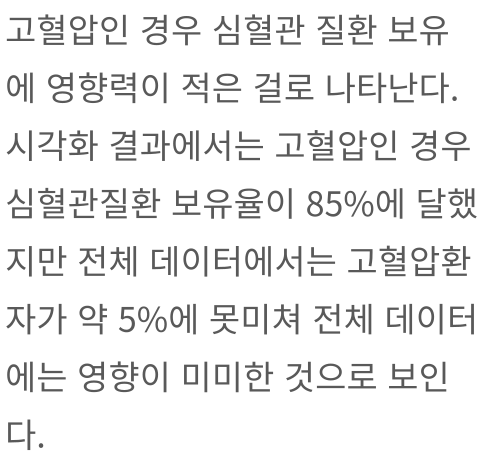 고혈압인 경우 심혈관 질환 보유
에 영향력이 적은 걸로 나타난다.
시각화 결과에서는 고혈압인 경우
심혈관질환 보유율이 85%에 달했
지만 전체 데이터에서는 고혈압환
자가 약 5%에 못미쳐 전체 데이터
에는 영향이 미미한 것으로 보인
다.